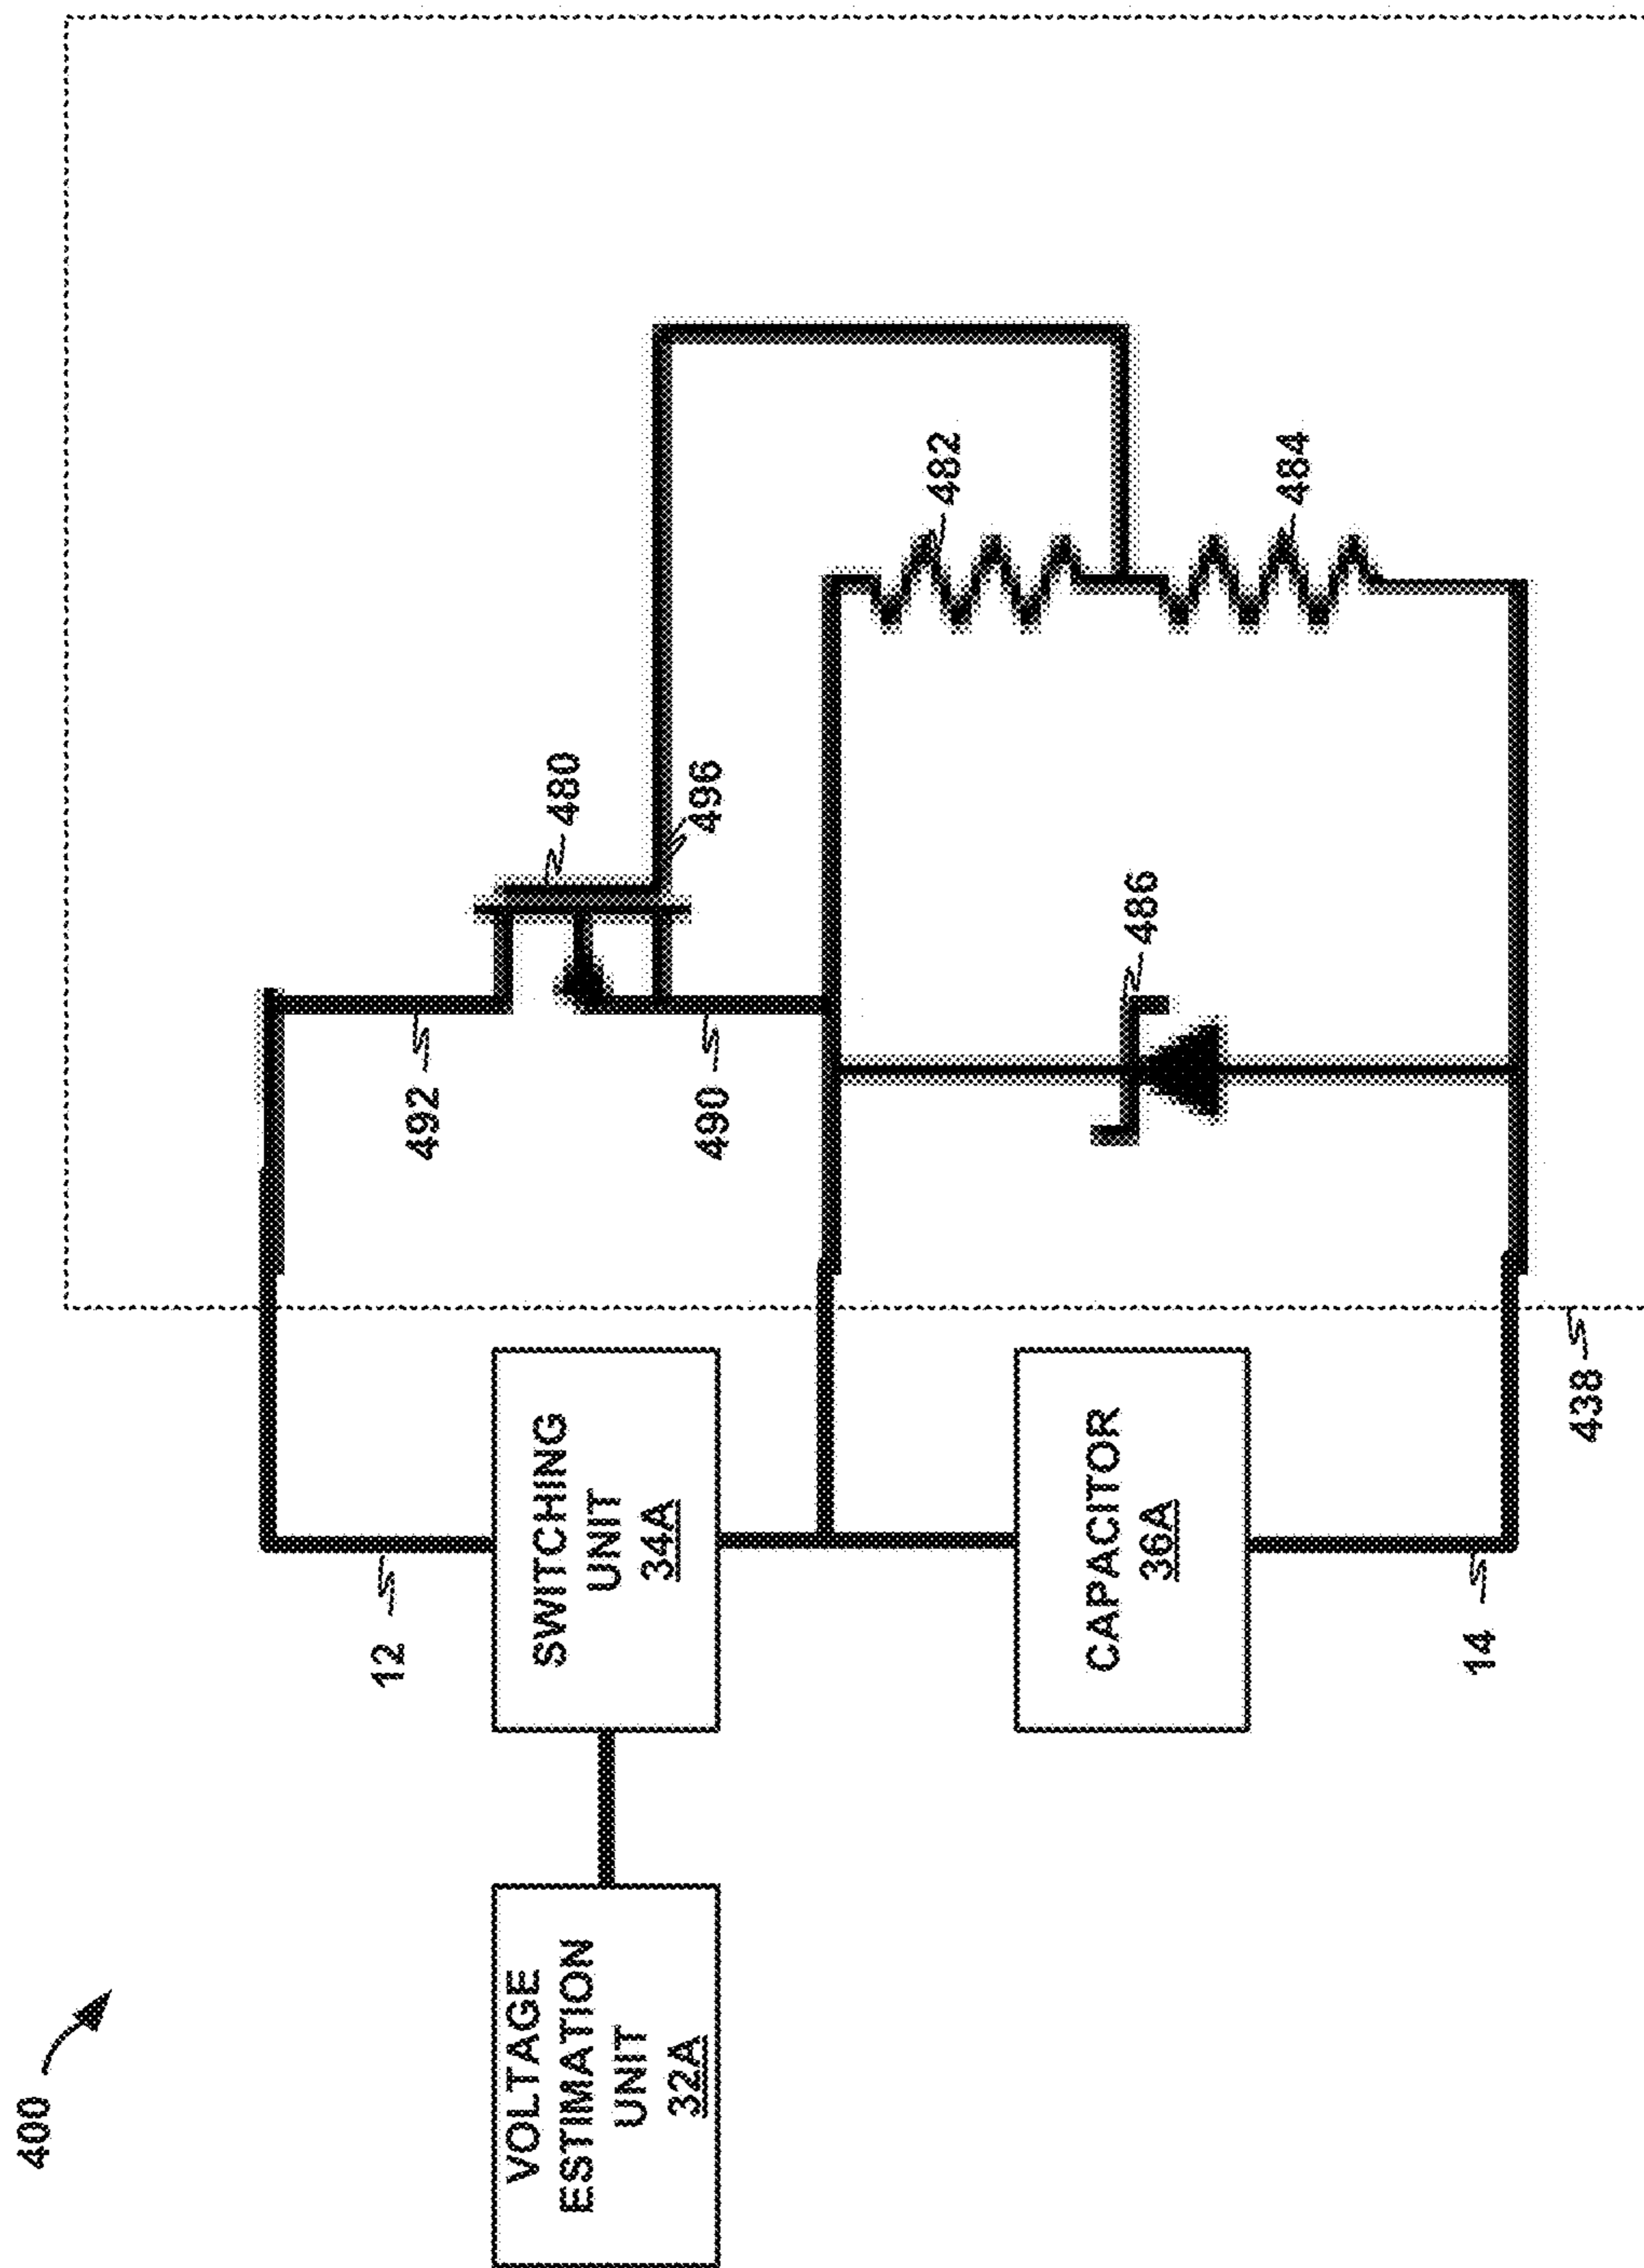 400
12
492
VOLTAGE
ESTIMATION
UNIT
32A
SWITCHING
UNIT
34A
480
490
496
482
CAPACITOR
36A
486
484
14
438